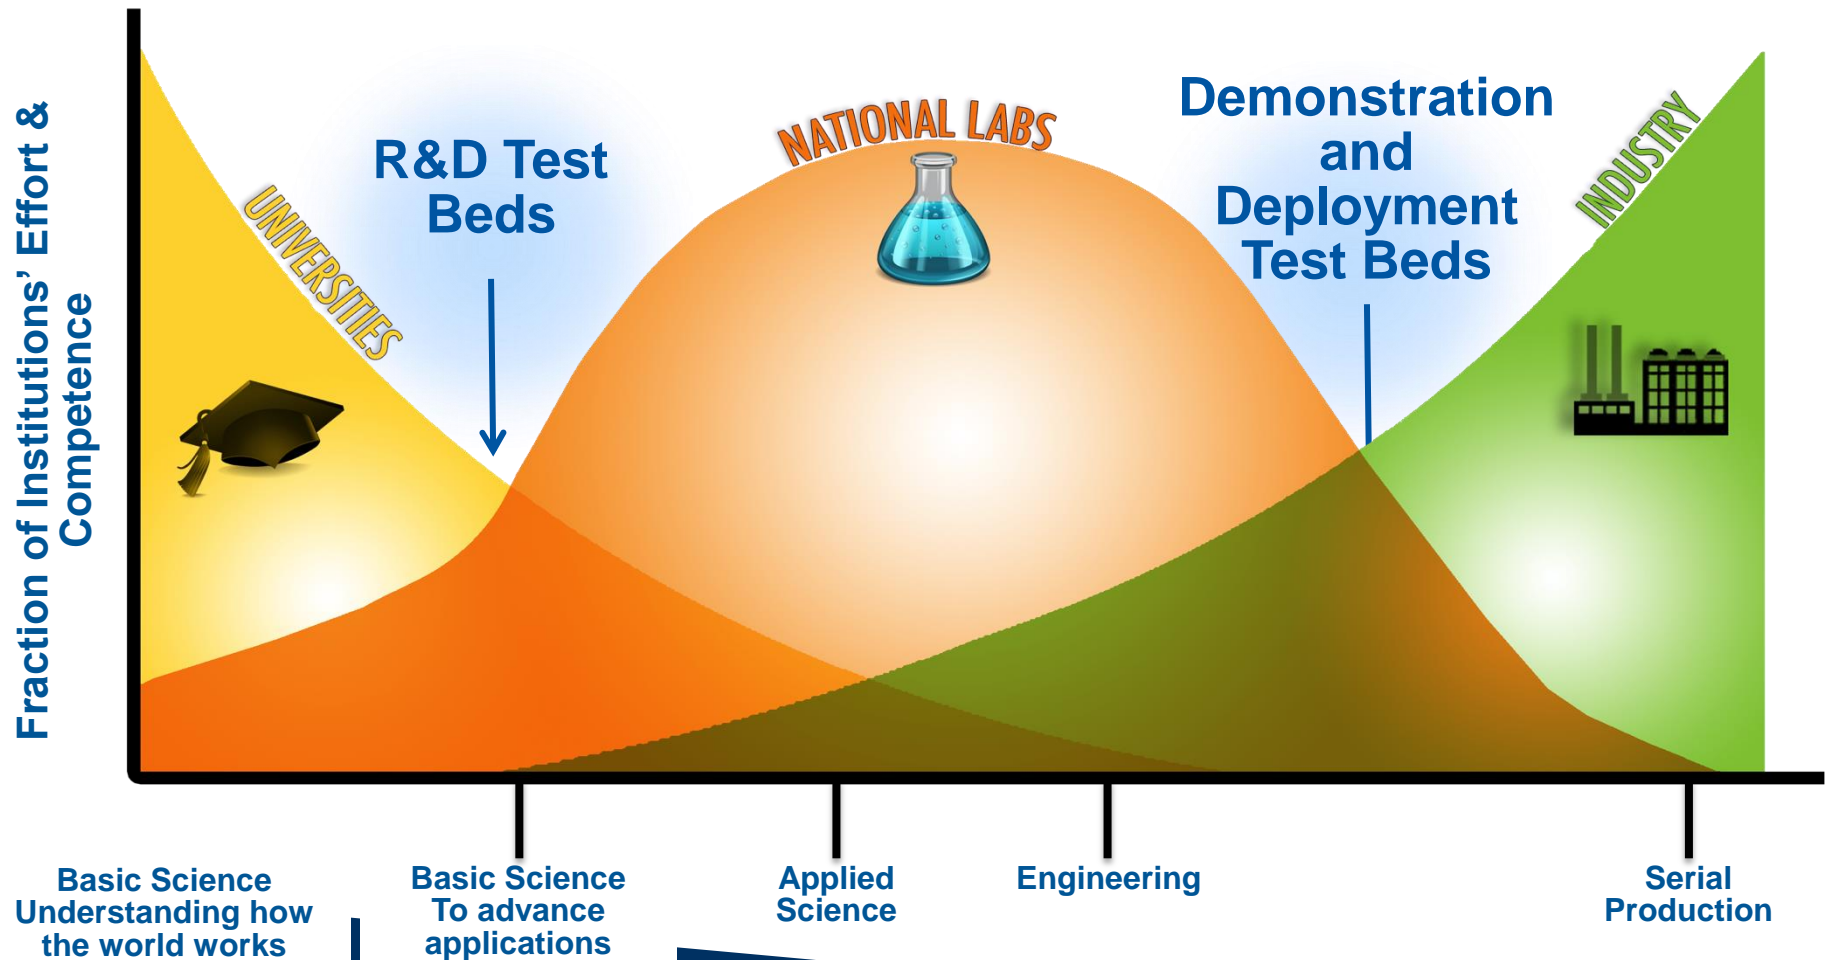 Fraction of Institutions’ Effort &
Competence
UNIVERSITIES
R&D Test
Beds
NATIONAL LABS
Demonstration
and
Deployment
Test Beds
INDUSTRY
Basic Science
Understanding how
the world works
Basic Science
To advance
applications
Applied
Science
Engineering
Serial
Production